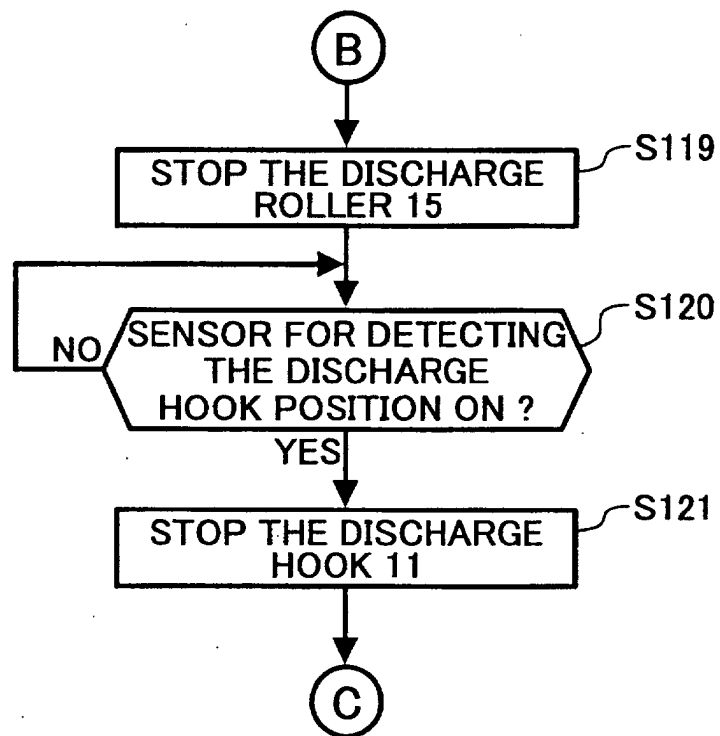 B
STOP THE DISCHARGE
ROLLER 15
S119
SENSOR FOR DETECTING
THE DISCHARGE
HOOK POSITION ON ?
S120
NO
YES
STOP THE DISCHARGE
HOOK 11
S121
C